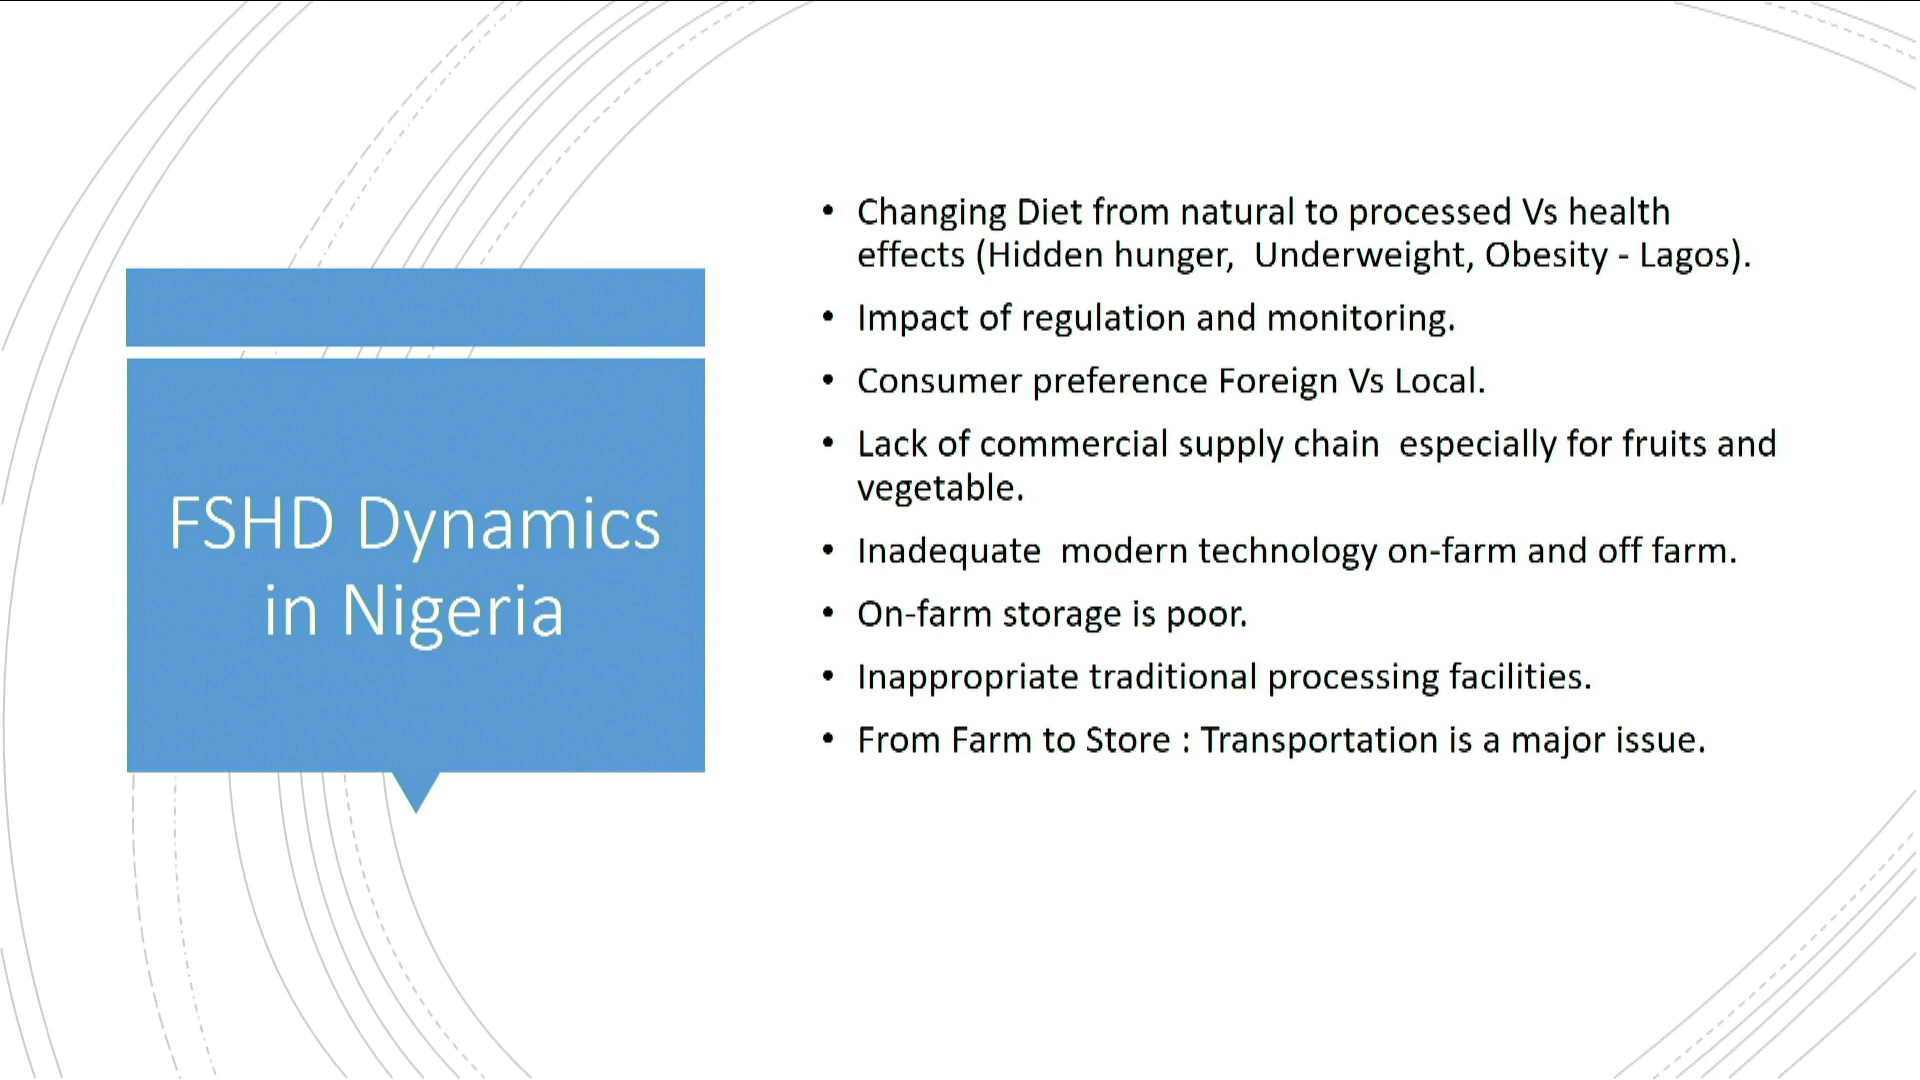 FSHD Dynamics
in Nigeria
• Changing Diet from natural to processed Vs health
effects (Hidden hunger,  Underweight, Obesity - Lagos).
• Impact of regulation and monitoring.
• Consumer preference Foreign Vs Local.
• Lack of commercial supply chain  especially for fruits and
vegetable.
• Inadequate  modern technology on-farm and off farm.
• On-farm storage is poor.
• Inappropriate traditional processing facilities.
• From Farm to Store : Transportation is a major issue.